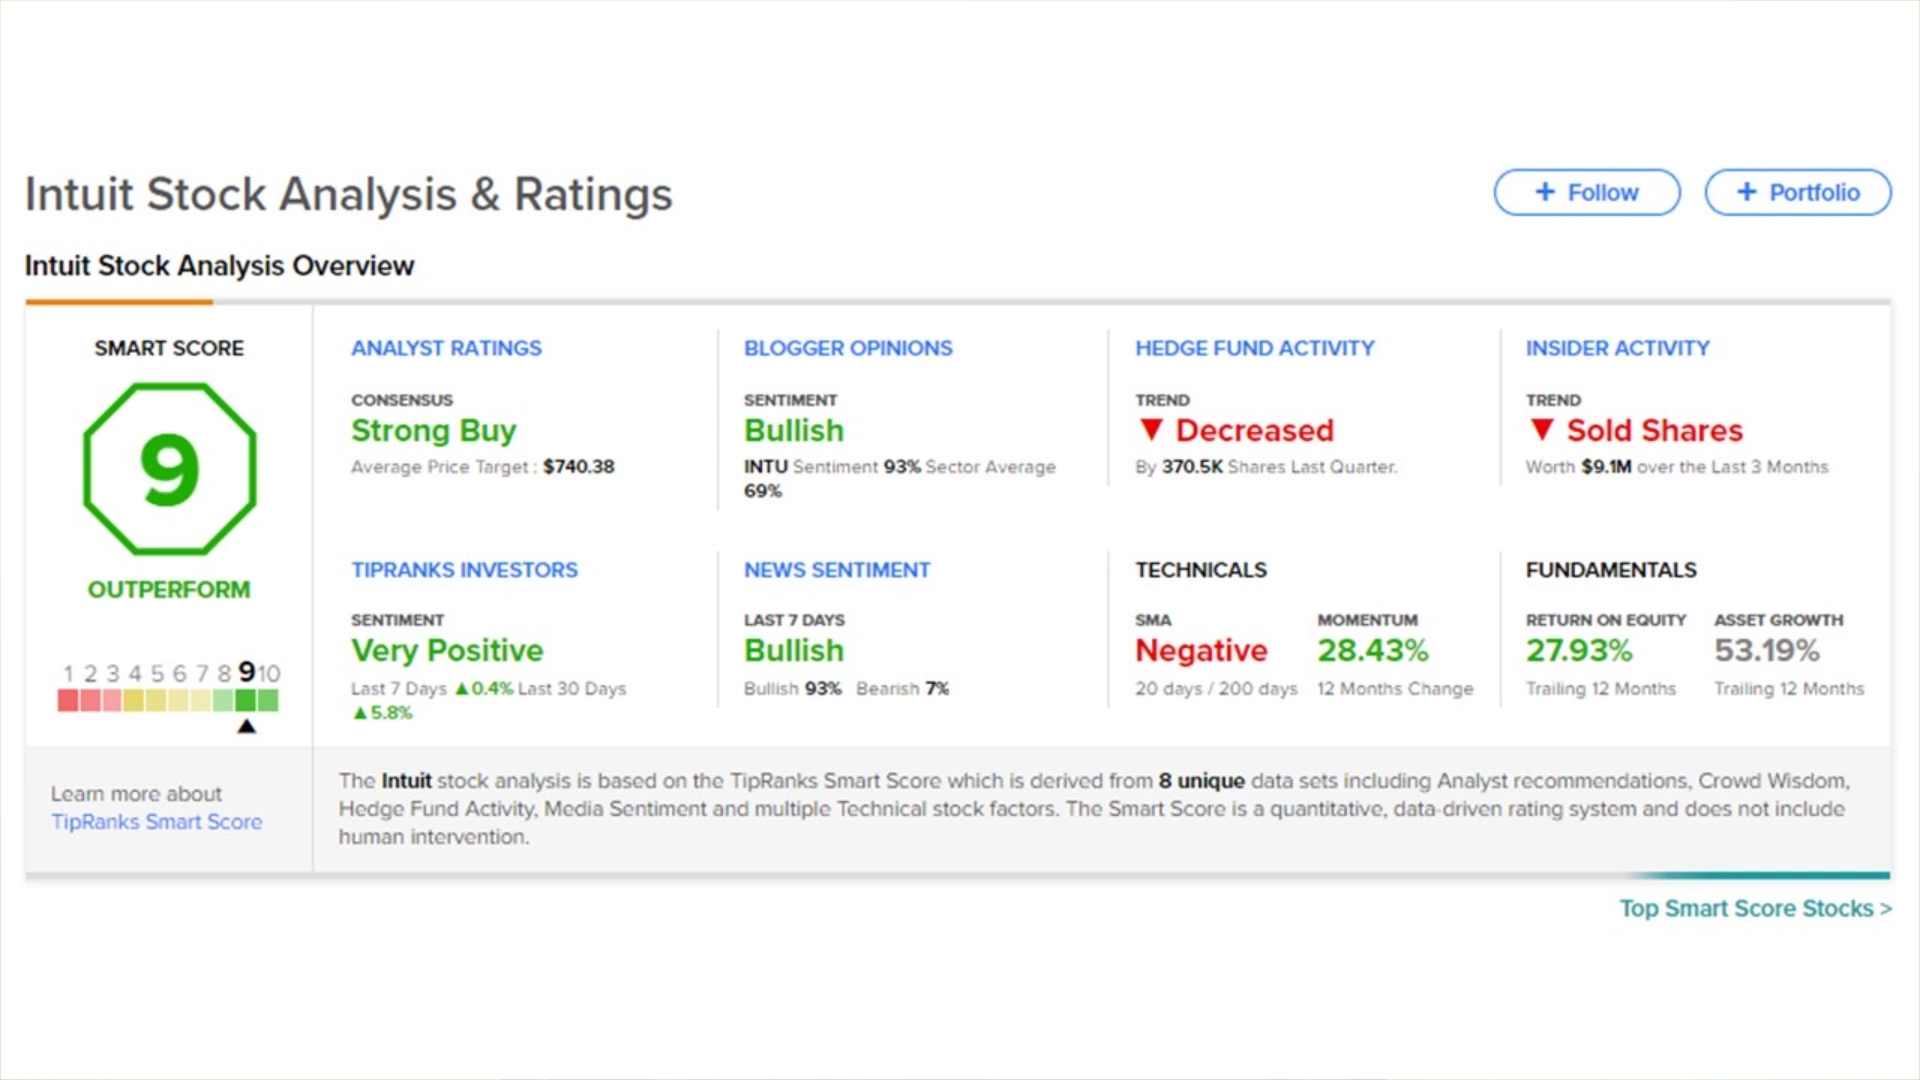 Intuit Stock Analysis & Ratings
+ Follow
+ Portfolio
Intuit Stock Analysis Overview
SMART SCORE
9
OUTPERFORM
1 2 3 4 5 6 7 8 9 10
ANALYST RATINGS
CONSENSUS
Strong Buy
Average Price Target : $740.38
BLOGGER OPINIONS
SENTIMENT
Bullish
INTU Sentiment 93% Sector Average
69%
HEDGE FUND ACTIVITY
TREND
▼ Decreased
By 370.5K Shares Last Quarter.
INSIDER ACTIVITY
TREND
▼ Sold Shares
Worth $9.1M over the Last 3 Months
TIPRANKS INVESTORS
SENTIMENT
Very Positive
Last 7 Days ▲0.4% Last 30 Days
▲5.8%
NEWS SENTIMENT
LAST 7 DAYS
Bullish
Bullish 93% Bearish 7%
TECHNICALS
SMA
Negative
20 days / 200 days
MOMENTUM
28.43%
12 Months Change
FUNDAMENTALS
RETURN ON EQUITY
27.93%
Trailing 12 Months
ASSET GROWTH
53.19%
Trailing 12 Months
Learn more about
TipRanks Smart Score
The Intuit stock analysis is based on the TipRanks Smart Score which is derived from 8 unique data sets including Analyst recommendations, Crowd Wisdom,
Hedge Fund Activity, Media Sentiment and multiple Technical stock factors. The Smart Score is a quantitative, data-driven rating system and does not include
human intervention.
Top Smart Score Stocks >